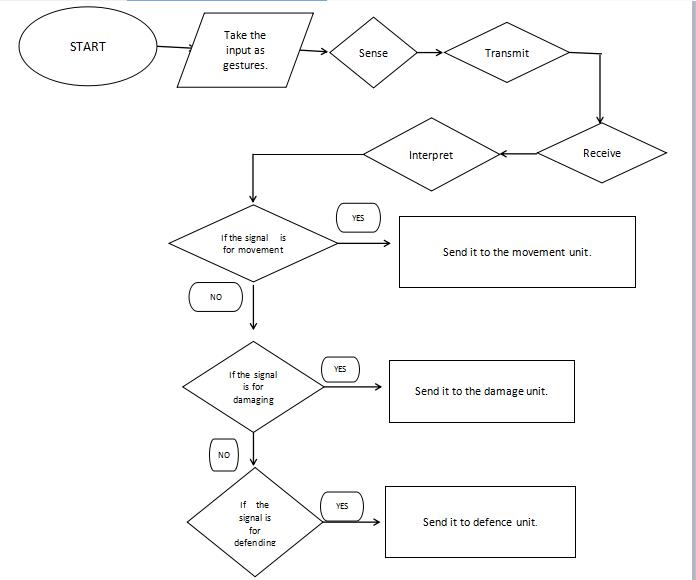 START
Take the
input as
gestures.
Sense
Transmit
Receive
Interpret
If the signal is
for movement
YES
Send it to the movement unit.
NO
If the signal
is for
damaging
YES
Send it to the damage unit.
NO
If the
signal is
for
defending
YES
Send it to defence unit.